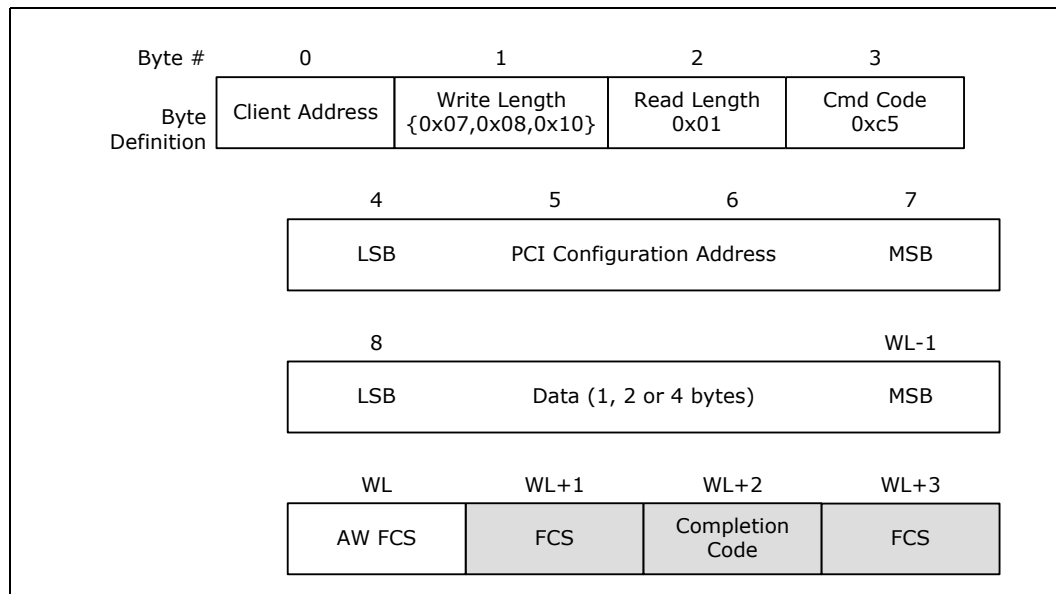 Byte # 0 1 2 3
Byte Definition
Client Address
Write Length
{0x07,0x08,0x10}
Read Length
0x01
Cmd Code
0xc5
4 5 6 7
LSB PCI Configuration Address MSB
8 WL-1
LSB Data (1, 2 or 4 bytes) MSB
WL WL+1 WL+2 WL+3
AW FCS
FCS
Completion
Code
FCS